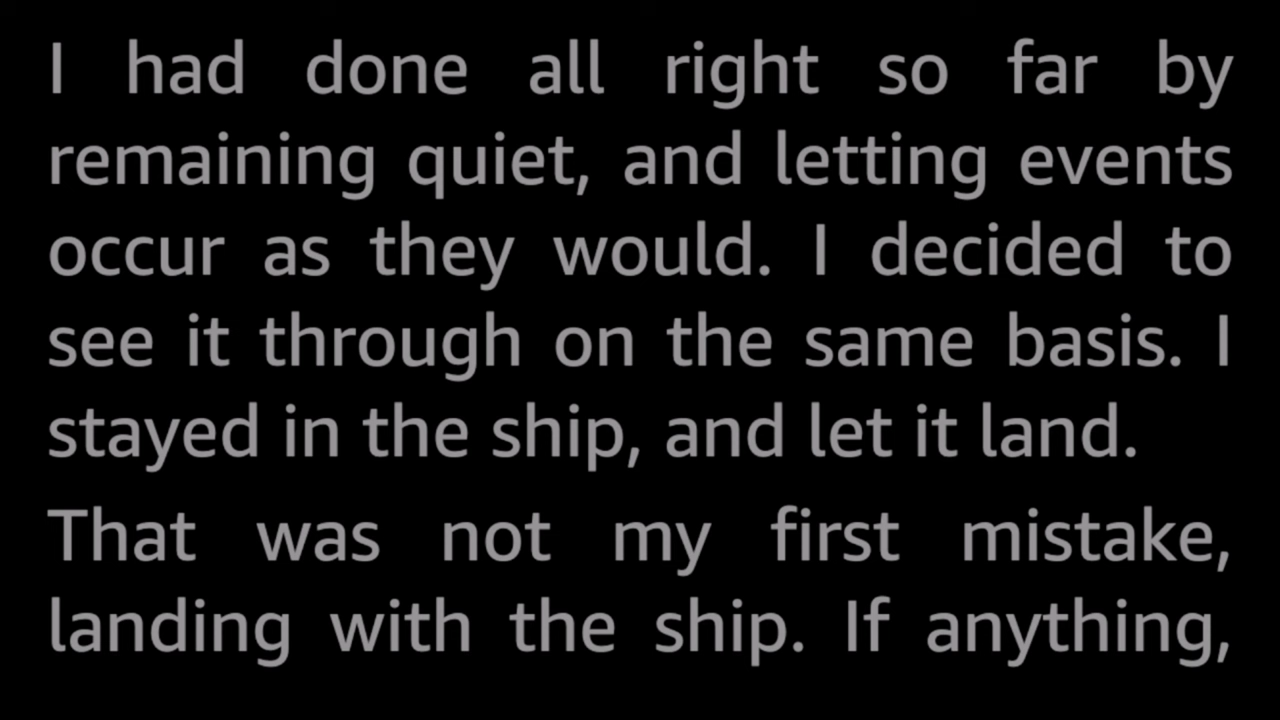 I had done all right so far by
remaining quiet, and letting events
occur as they would. I decided to
see it through on the same basis. I
stayed in the ship, and let it land.
That was not my first mistake,
landing with the ship. If anything,